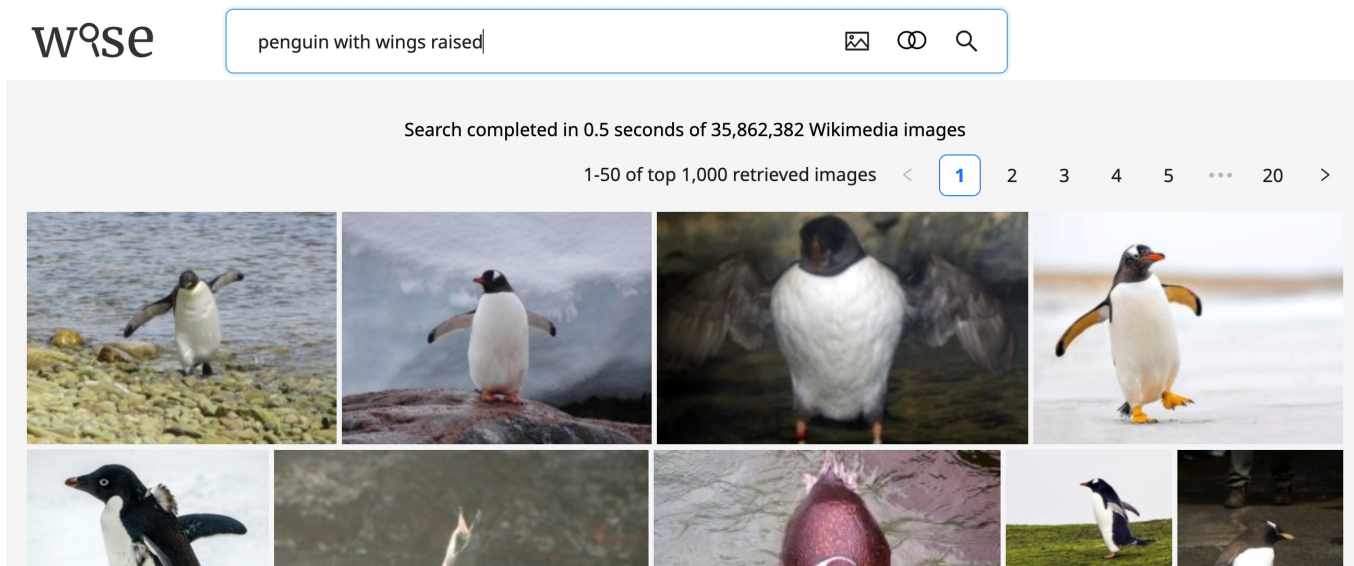 wise
penguin with wings raised
Search completed in 0.5 seconds of 35,862,382 Wikimedia images
1-50 of top 1,000 retrieved images < 1 2 3 4 5 ••• 20 >